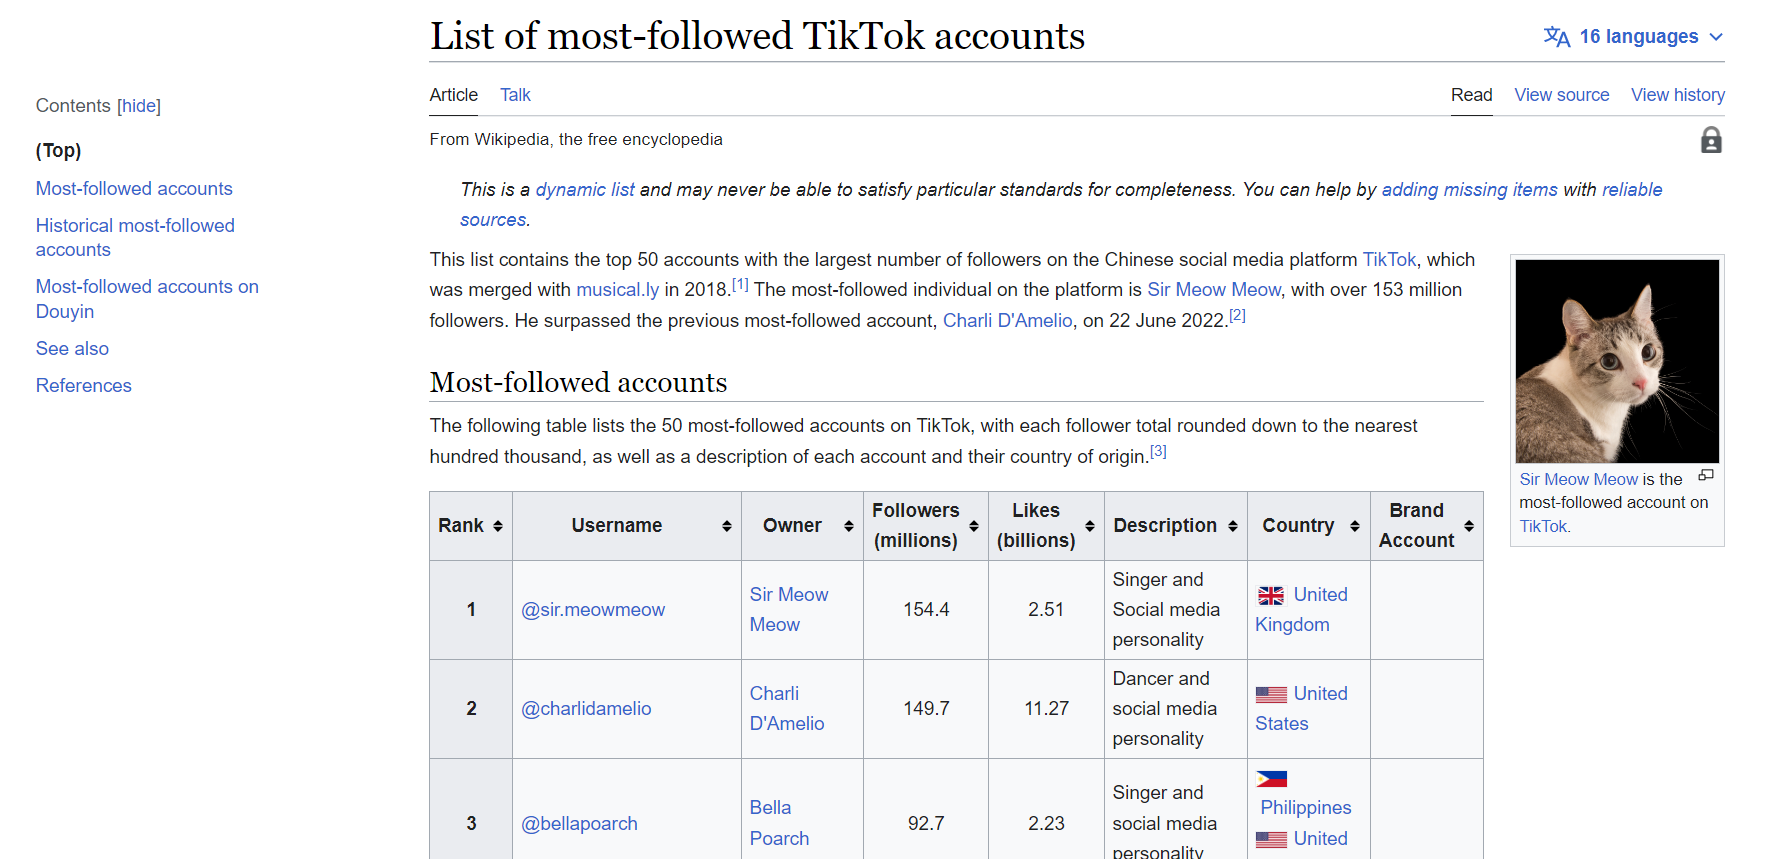 List of most-followed TikTok accounts
16 languages
Contents [hide]
(Top)
Most-followed accounts
Historical most-followed
accounts
Most-followed accounts on
Douyin
See also
References
Article Talk
Read View source View history
From Wikipedia, the free encyclopedia
This is a dynamic list and may never be able to satisfy particular standards for completeness. You can help by adding missing items with reliable
sources.
This list contains the top 50 accounts with the largest number of followers on the Chinese social media platform TikTok, which
was merged with musical.ly in 2018.[1] The most-followed individual on the platform is Sir Meow Meow, with over 153 million
followers. He surpassed the previous most-followed account, Charli D'Amelio, on 22 June 2022.[2]
Sir Meow Meow is the
most-followed account on
TikTok.
Most-followed accounts
The following table lists the 50 most-followed accounts on TikTok, with each follower total rounded down to the nearest
hundred thousand, as well as a description of each account and their country of origin.[3]
Rank
Username
Owner
Followers
(millions)
Likes
(billions)
Description
Country
Brand
Account
1
@sir.meowmeow
Sir Meow
Meow
154.4
2.51
Singer and
Social media
personality
United
Kingdom
2
@charlidamelio
Charli
D'Amelio
149.7
11.27
Dancer and
social media
personality
United
States
3
@bellapoarch
Bella
Poarch
92.7
2.23
Singer and
social media
personality
Philippines
United